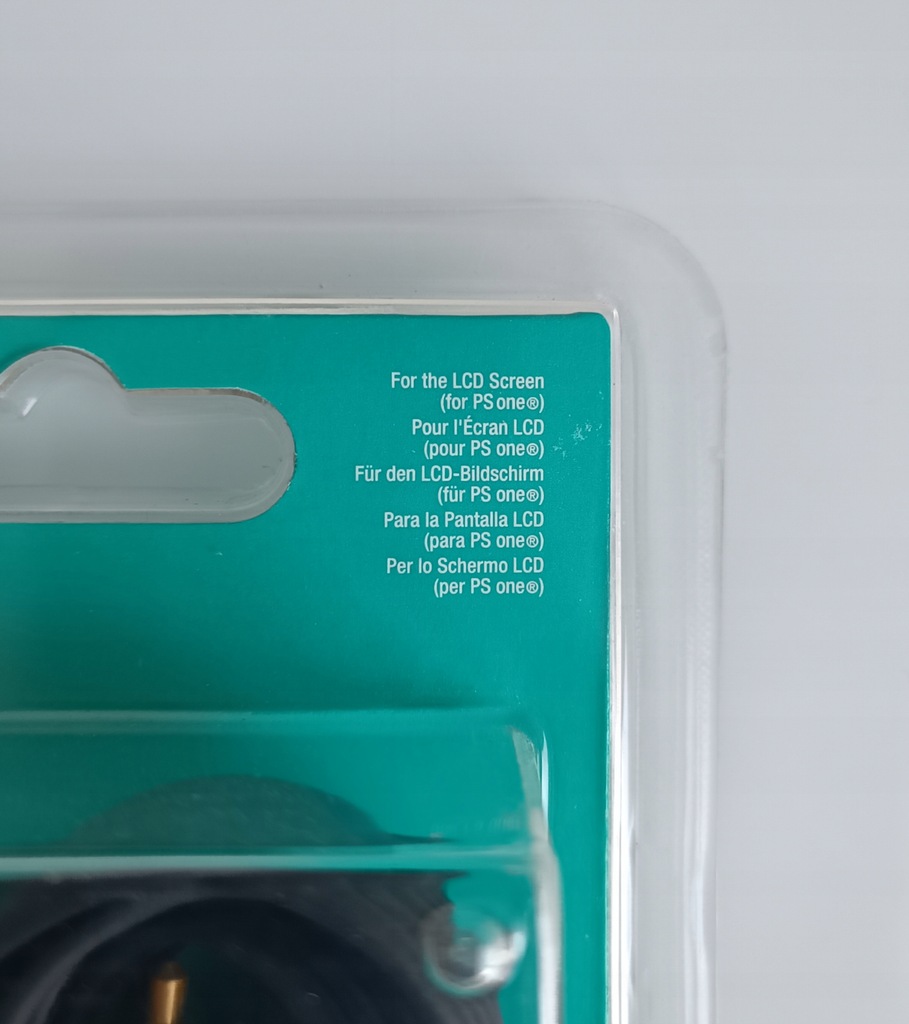 For the LCD Screen
(for PS one®)
Pour l'Écran LCD
(pour PS one®)
Für den LCD-Bildschirm
(für PS one®)
Para la Pantalla LCD
(para PS one®)
Per lo Schermo LCD
(per PS one®)